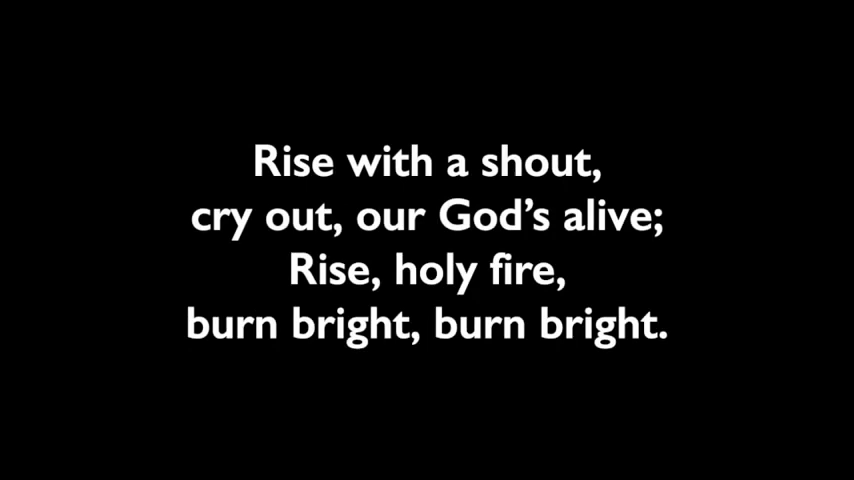 Rise with a shout,
cry out, our God’s alive;
Rise, holy fire,
burn bright, burn bright.